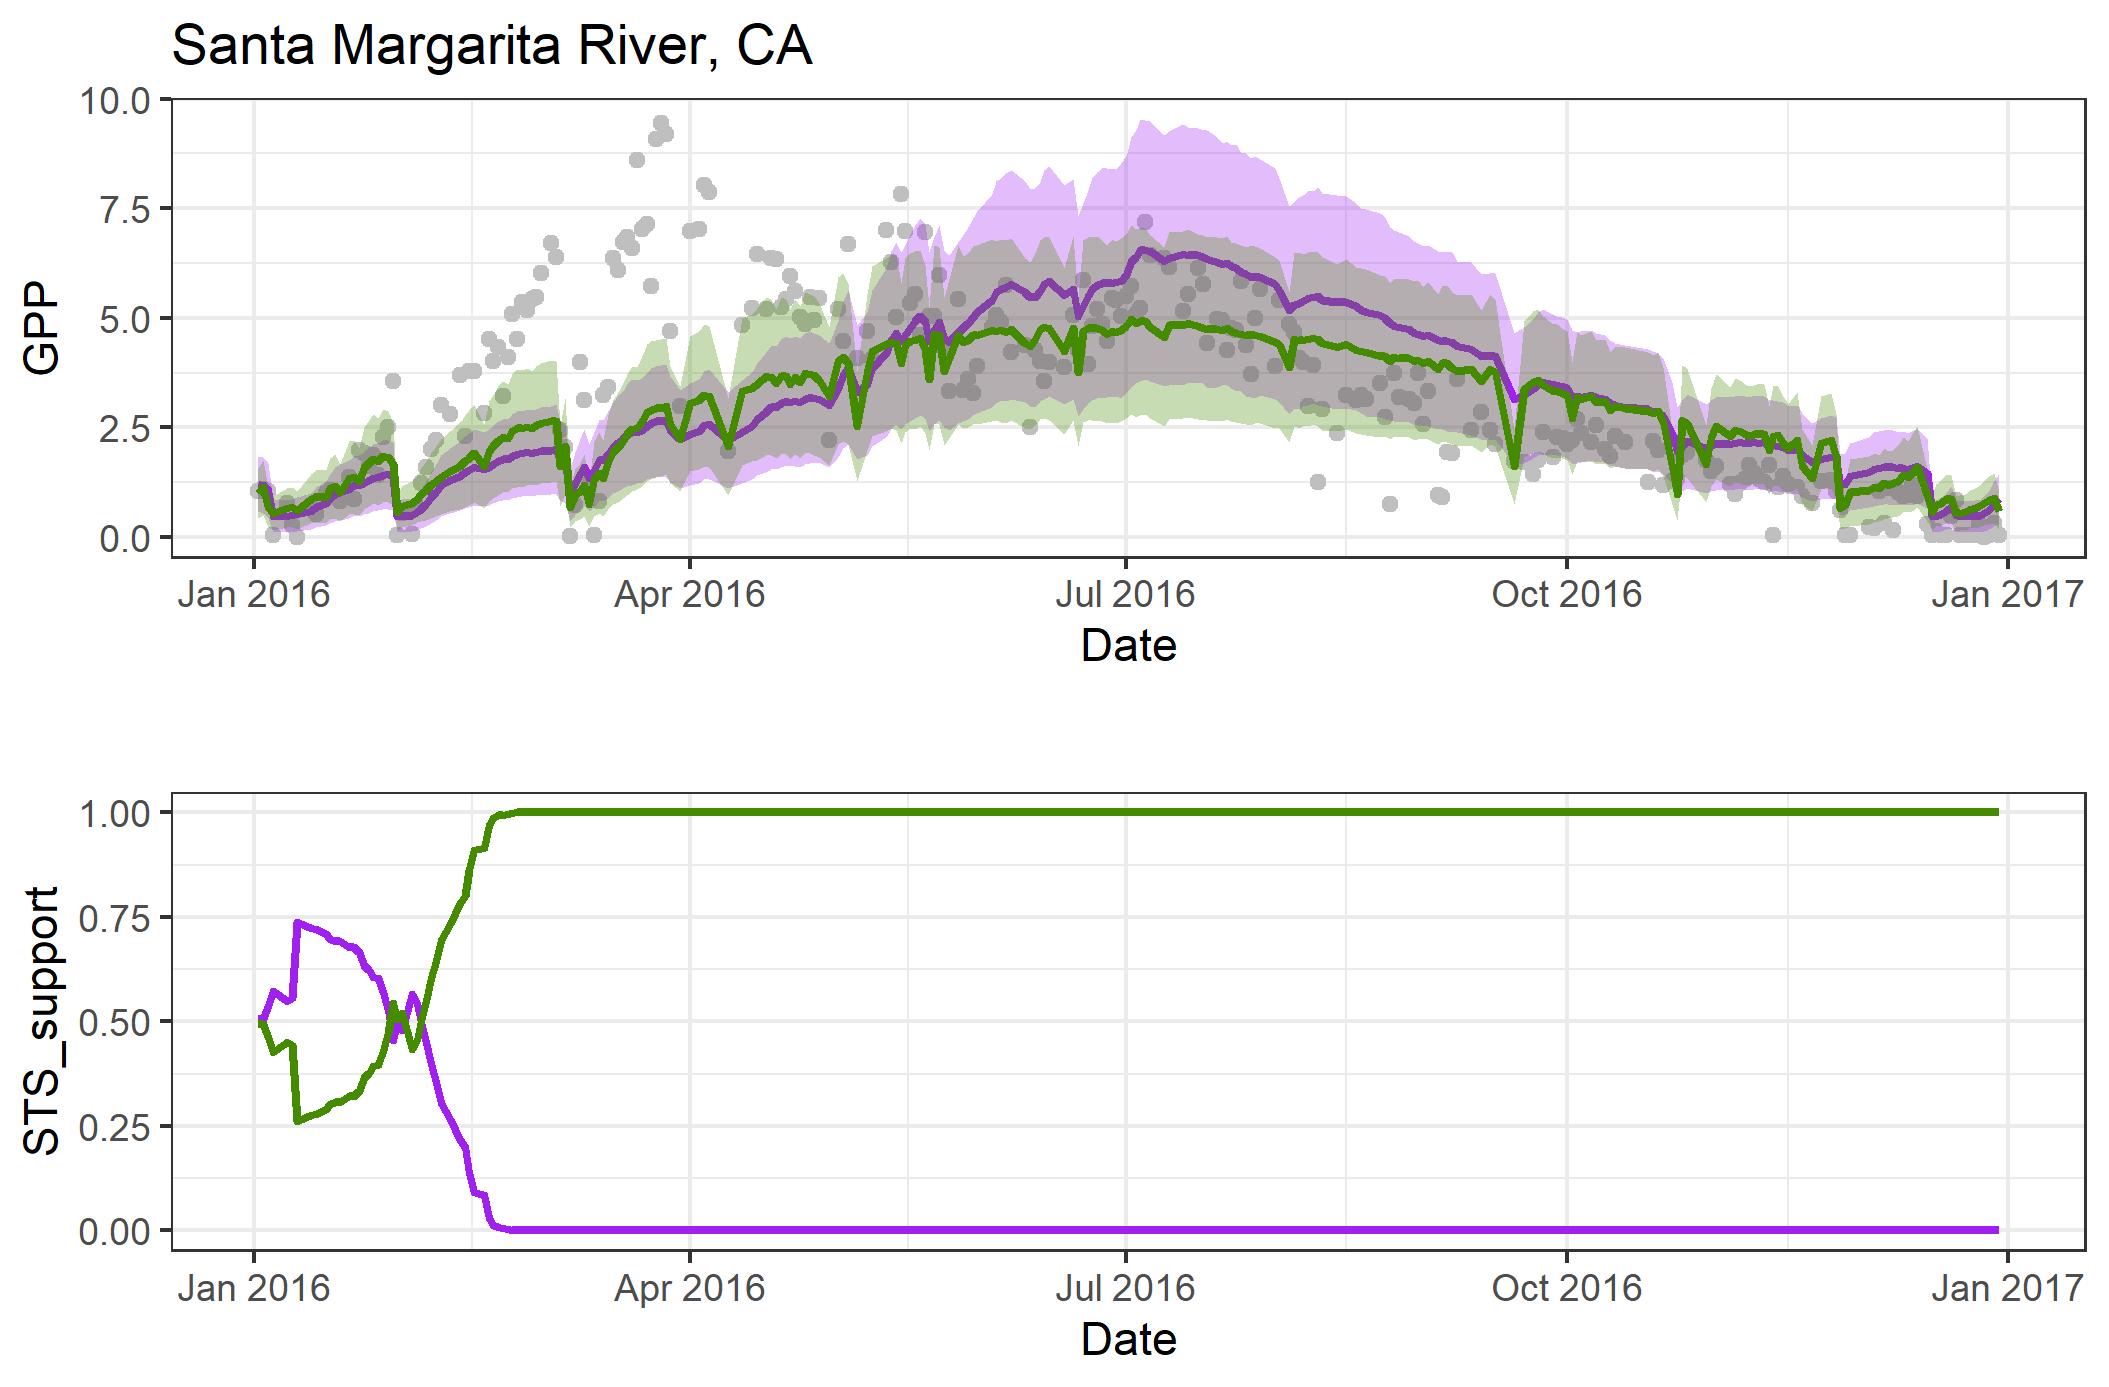 Santa Margarita River, CA
10.0
7.5
5.0
2.5
0.0
GPP
Jan 2016 Apr 2016 Jul 2016 Oct 2016 Jan 2017
Date
1.00
0.75
0.50
0.25
0.00
STS_support
Jan 2016 Apr 2016 Jul 2016 Oct 2016 Jan 2017
Date